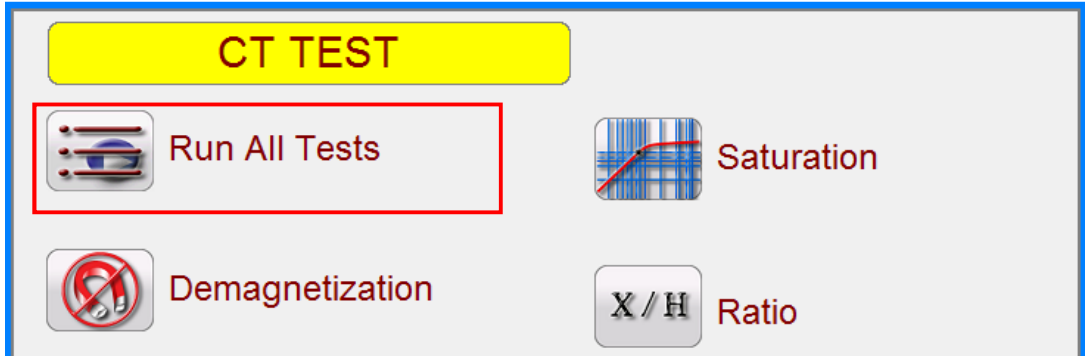 CT TEST
Run All Tests
Saturation
Demagnetization
X / H
Ratio